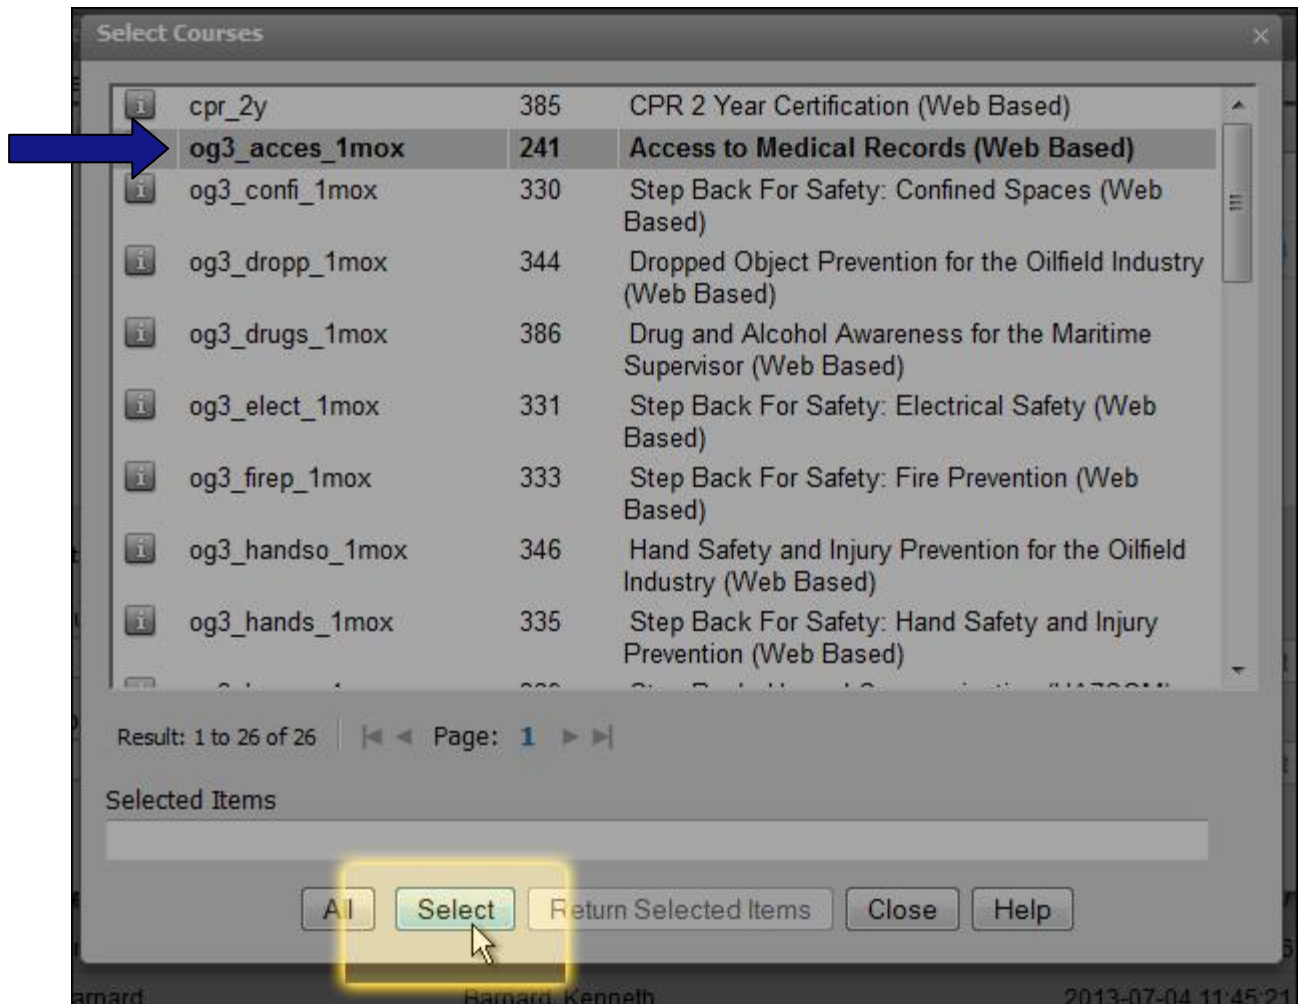 Select Courses
cpr_2y 385 CPR 2 Year Certification (Web Based)
og3_acces_1mox 241 Access to Medical Records (Web Based)
og3_confi_1mox 330 Step Back For Safety: Confined Spaces (Web
Based)
og3_dropp_1mox 344 Dropped Object Prevention for the Oilfield Industry
(Web Based)
og3_drugs_1mox 386 Drug and Alcohol Awareness for the Maritime
Supervisor (Web Based)
og3_elect_1mox 331 Step Back For Safety: Electrical Safety (Web
Based)
og3_firep_1mox 333 Step Back For Safety: Fire Prevention (Web
Based)
og3_handso_1mox 346 Hand Safety and Injury Prevention for the Oilfield
Industry (Web Based)
og3_hands_1mox 335 Step Back For Safety: Hand Safety and Injury
Prevention (Web Based)
Result: 1 to 26 of 26 Page: 1
Selected Items
All Select Return Selected Items Close Help
arnard Barnard, Kenneth 2013-07-04 11:45:21